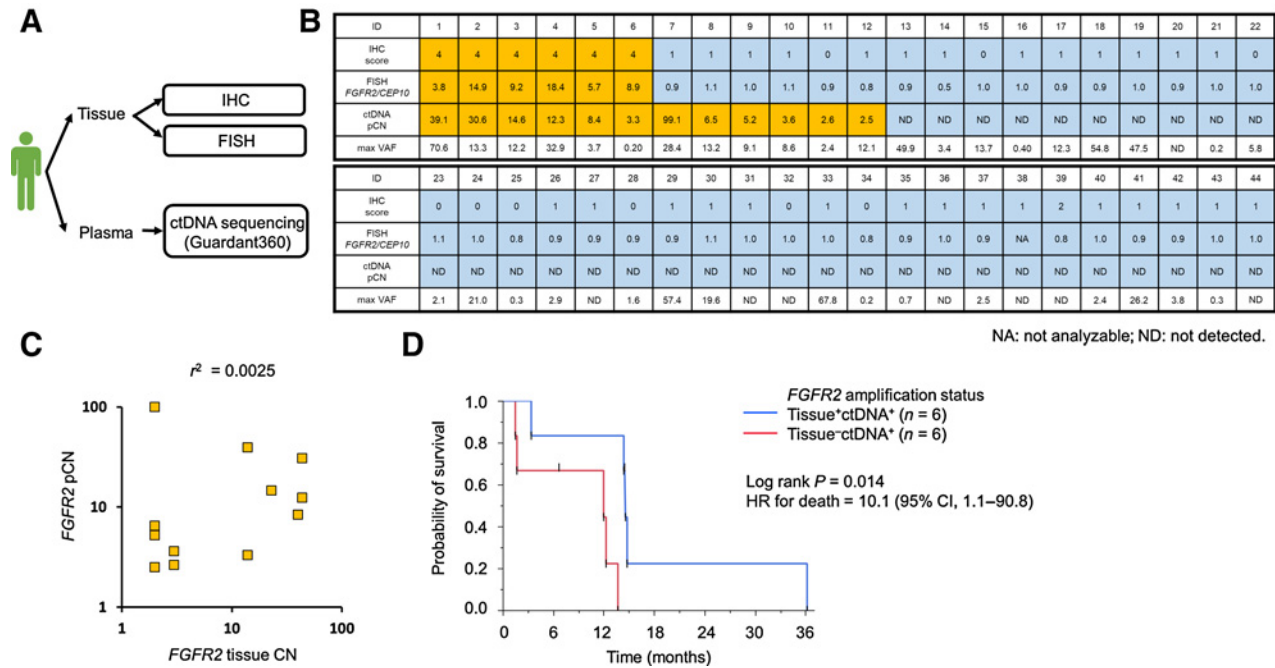 A
Tissue
IHC
FISH
Plasma
ctDNA sequencing
(Guardant360)
B
ID 1 2 3 4 5 6 7 8 9 10 11 12 13 14 15 16 17 18 19 20 21 22
IHC score 4 4 4 4 4 4 1 1 1 1 0 1 1 1 0 1 1 1 1 1 1 0
FISH FGFR2/CEP10 3.8 14.9 9.2 18.4 5.7 8.9 0.9 1.1 1.0 1.1 0.9 0.8 0.9 0.5 1.0 1.0 0.9 0.9 0.9 1.0 1.0 1.0
ctDNA pCN 39.1 30.6 14.6 12.3 8.4 3.3 99.1 6.5 5.2 3.6 2.6 2.5 ND ND ND ND ND ND ND ND ND ND
max VAF 70.6 13.3 12.2 32.9 3.7 0.20 28.4 13.2 9.1 8.6 2.4 12.1 49.9 3.4 13.7 0.40 12.3 54.8 47.5 ND 0.2 5.8
ID 23 24 25 26 27 28 29 30 31 32 33 34 35 36 37 38 39 40 41 42 43 44
IHC score 0 0 0 1 1 0 1 1 1 0 1 0 1 1 1 1 2 1 1 1 1 1
FISH FGFR2/CEP10 1.1 1.0 0.8 0.9 0.9 0.9 0.8 1.1 1.0 1.0 1.0 0.8 0.9 1.0 0.9 NA 0.8 1.0 0.9 0.9 1.0 1.0
ctDNA pCN ND ND ND ND ND ND ND ND ND ND ND ND ND ND ND ND ND ND ND ND ND ND
max VAF 2.1 21.0 0.3 2.9 ND 1.6 57.4 19.6 ND ND 67.8 0.2 0.7 ND 2.5 ND ND 2.4 26.2 3.8 0.3 ND
NA: not analyzable; ND: not detected.
C
r² = 0.0025
FGFR2 pCN
100
10
1
1 10 100
FGFR2 tissue CN
D
Probability of survival
1.0
0.8
0.6
0.4
0.2
0.0
0 6 12 18 24 30 36
Time (months)
FGFR2 amplification status
Tissue⁺ctDNA⁺ (n = 6)
Tissue⁻ctDNA⁺ (n = 6)
Log rank P = 0.014
HR for death = 10.1 (95% CI, 1.1–90.8)